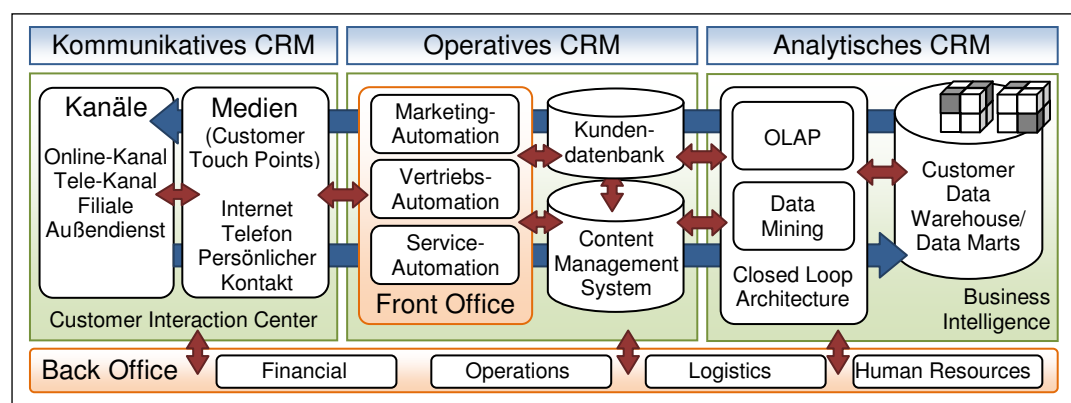 Kommunikatives CRM
Operatives CRM
Analytisches CRM
Kanäle
Online-Kanal
Tele-Kanal
Filiale
Außendienst
Medien
(Customer
Touch Points)
Internet
Telefon
Persönlicher
Kontakt
Customer Interaction Center
Marketing-
Automation
Vertriebs-
Automation
Service-
Automation
Front Office
Kunden-
datenbank
Content
Management
System
OLAP
Data
Mining
Closed Loop
Architecture
Customer
Data
Warehouse/
Data Marts
Business
Intelligence
Back Office
Financial
Operations
Logistics
Human Resources